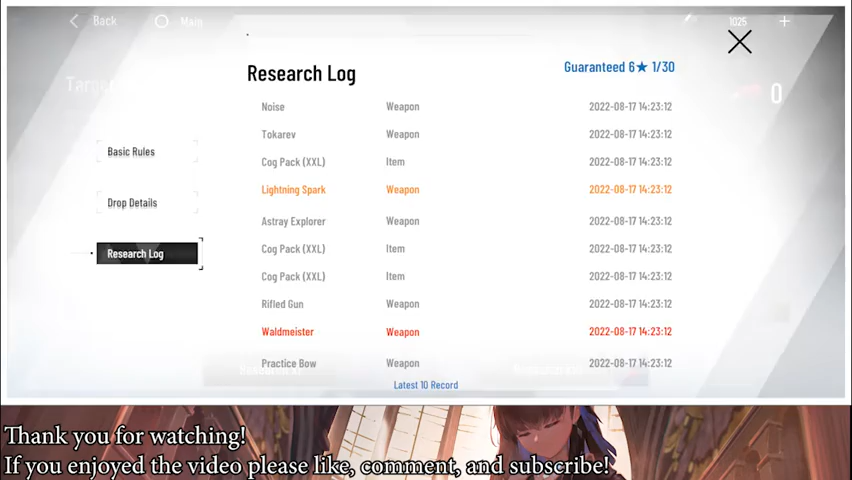 Back
Main
1025
Research Log
Guaranteed 6★ 1/30
0
Noise Weapon 2022-08-17 14:23:12
Tokarev Weapon 2022-08-17 14:23:12
Basic Rules
Cog Pack (XXL) Item 2022-08-17 14:23:12
Lightning Spark Weapon 2022-08-17 14:23:12
Drop Details
Astray Explorer Weapon 2022-08-17 14:23:12
Cog Pack (XXL) Item 2022-08-17 14:23:12
Research Log
Cog Pack (XXL) Item 2022-08-17 14:23:12
Rifled Gun Weapon 2022-08-17 14:23:12
Waldmeister Weapon 2022-08-17 14:23:12
Practice Bow Weapon 2022-08-17 14:23:12
Latest 10 Record
Thank you for watching!
If you enjoyed the video please like, comment, and subscribe!